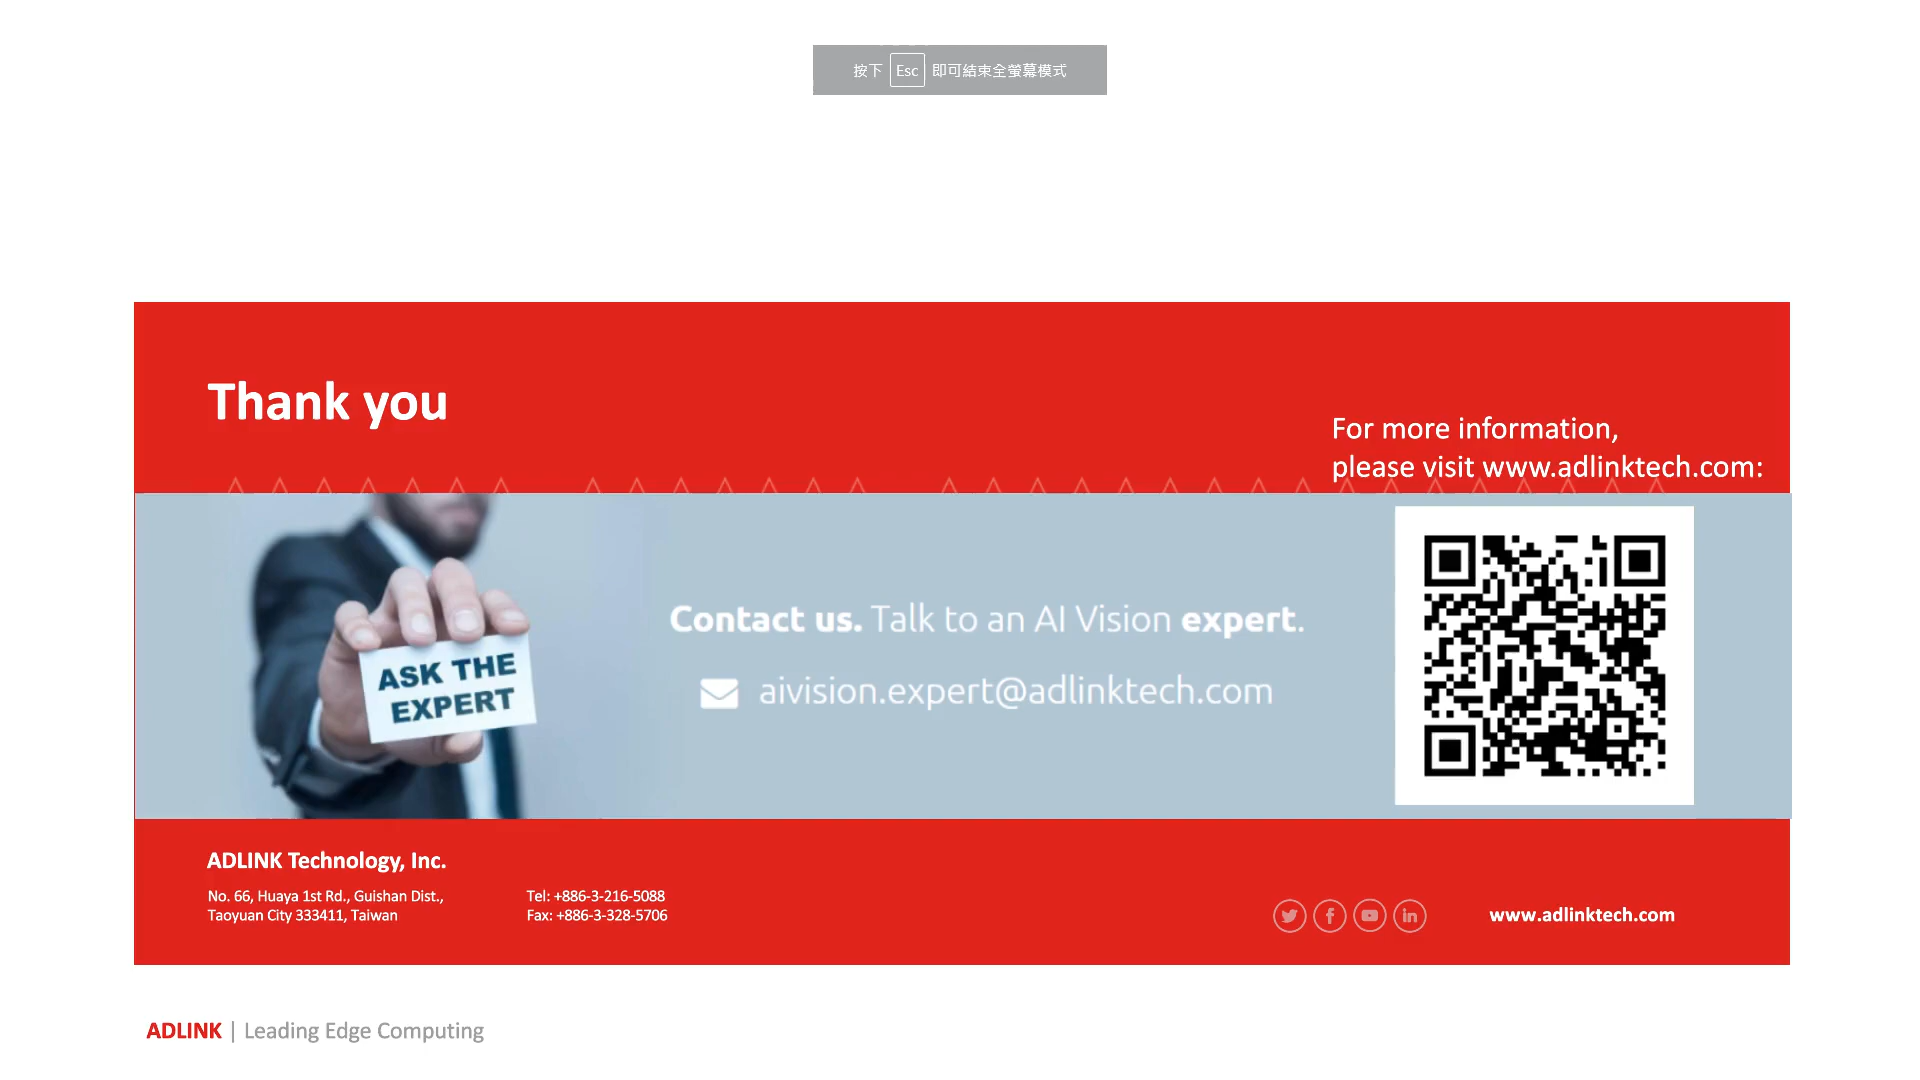 按下 Esc 即可結束全螢幕模式
Thank you
For more information,
please visit www.adlinktech.com:
ASK THE
EXPERT
Contact us. Talk to an AI Vision expert.
aivision.expert@adlinktech.com
ADLINK Technology, Inc.
No. 66, Huaya 1st Rd., Guishan Dist.,
Taoyuan City 333411, Taiwan
Tel: +886-3-216-5088
Fax: +886-3-328-5706
www.adlinktech.com
ADLINK | Leading Edge Computing